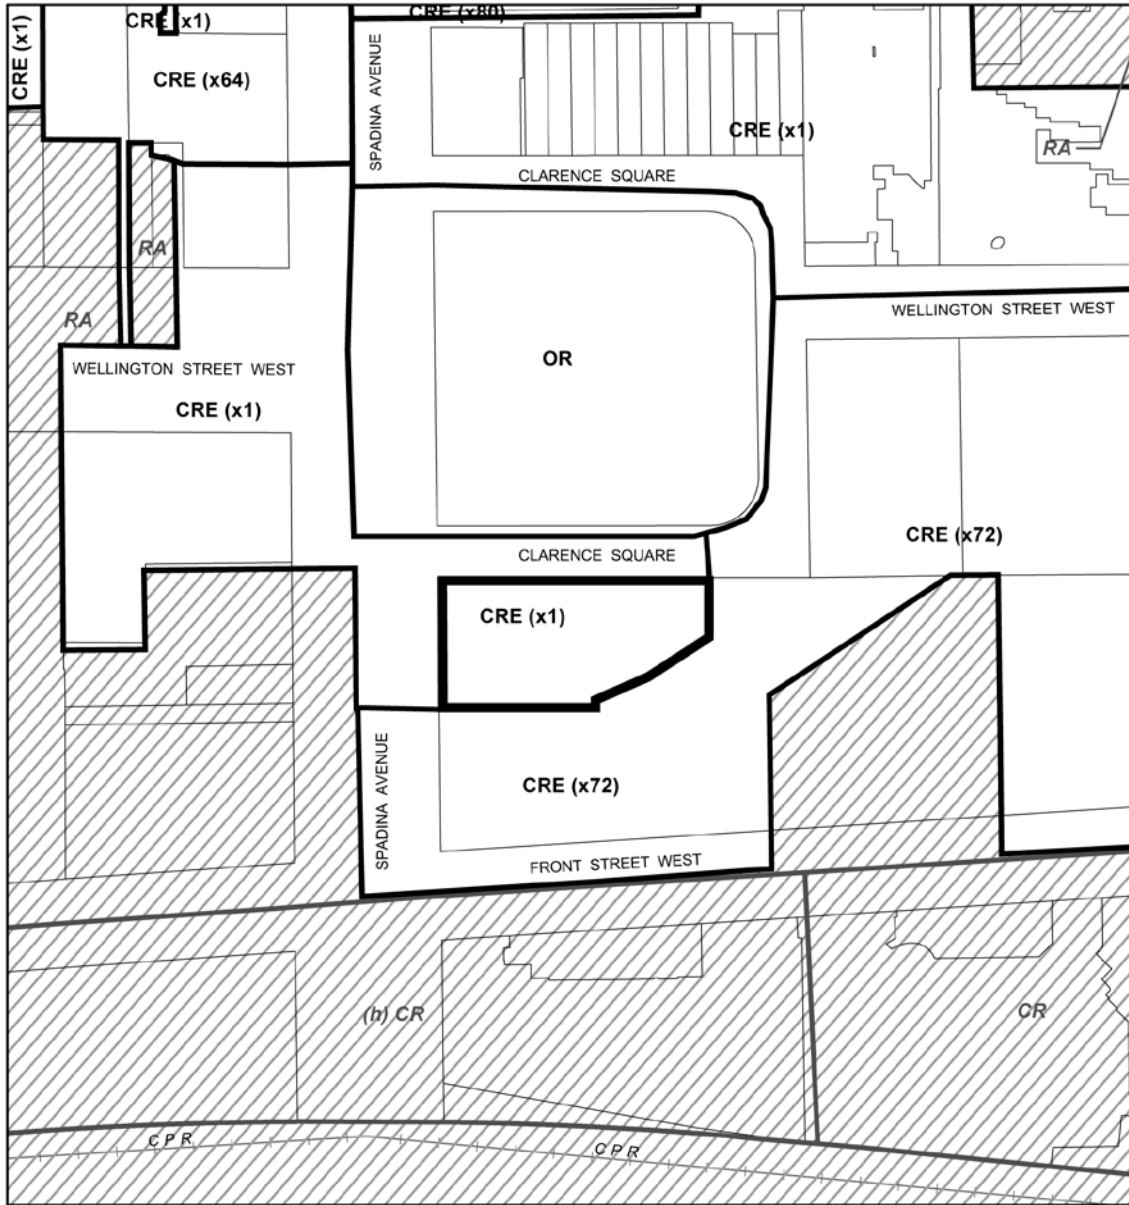 CRE (x1)
CRE (x1)
CRE (x80)
CRE (x64)
SPADINA AVENUE
CRE (x1)
RA
CLARENCE SQUARE
RA
RA
WELLINGTON STREET WEST
WELLINGTON STREET WEST
OR
CRE (x1)
CRE (x72)
CLARENCE SQUARE
CRE (x1)
SPADINA AVENUE
CRE (x72)
FRONT STREET WEST
(h) CR
CR
CPR
CPR